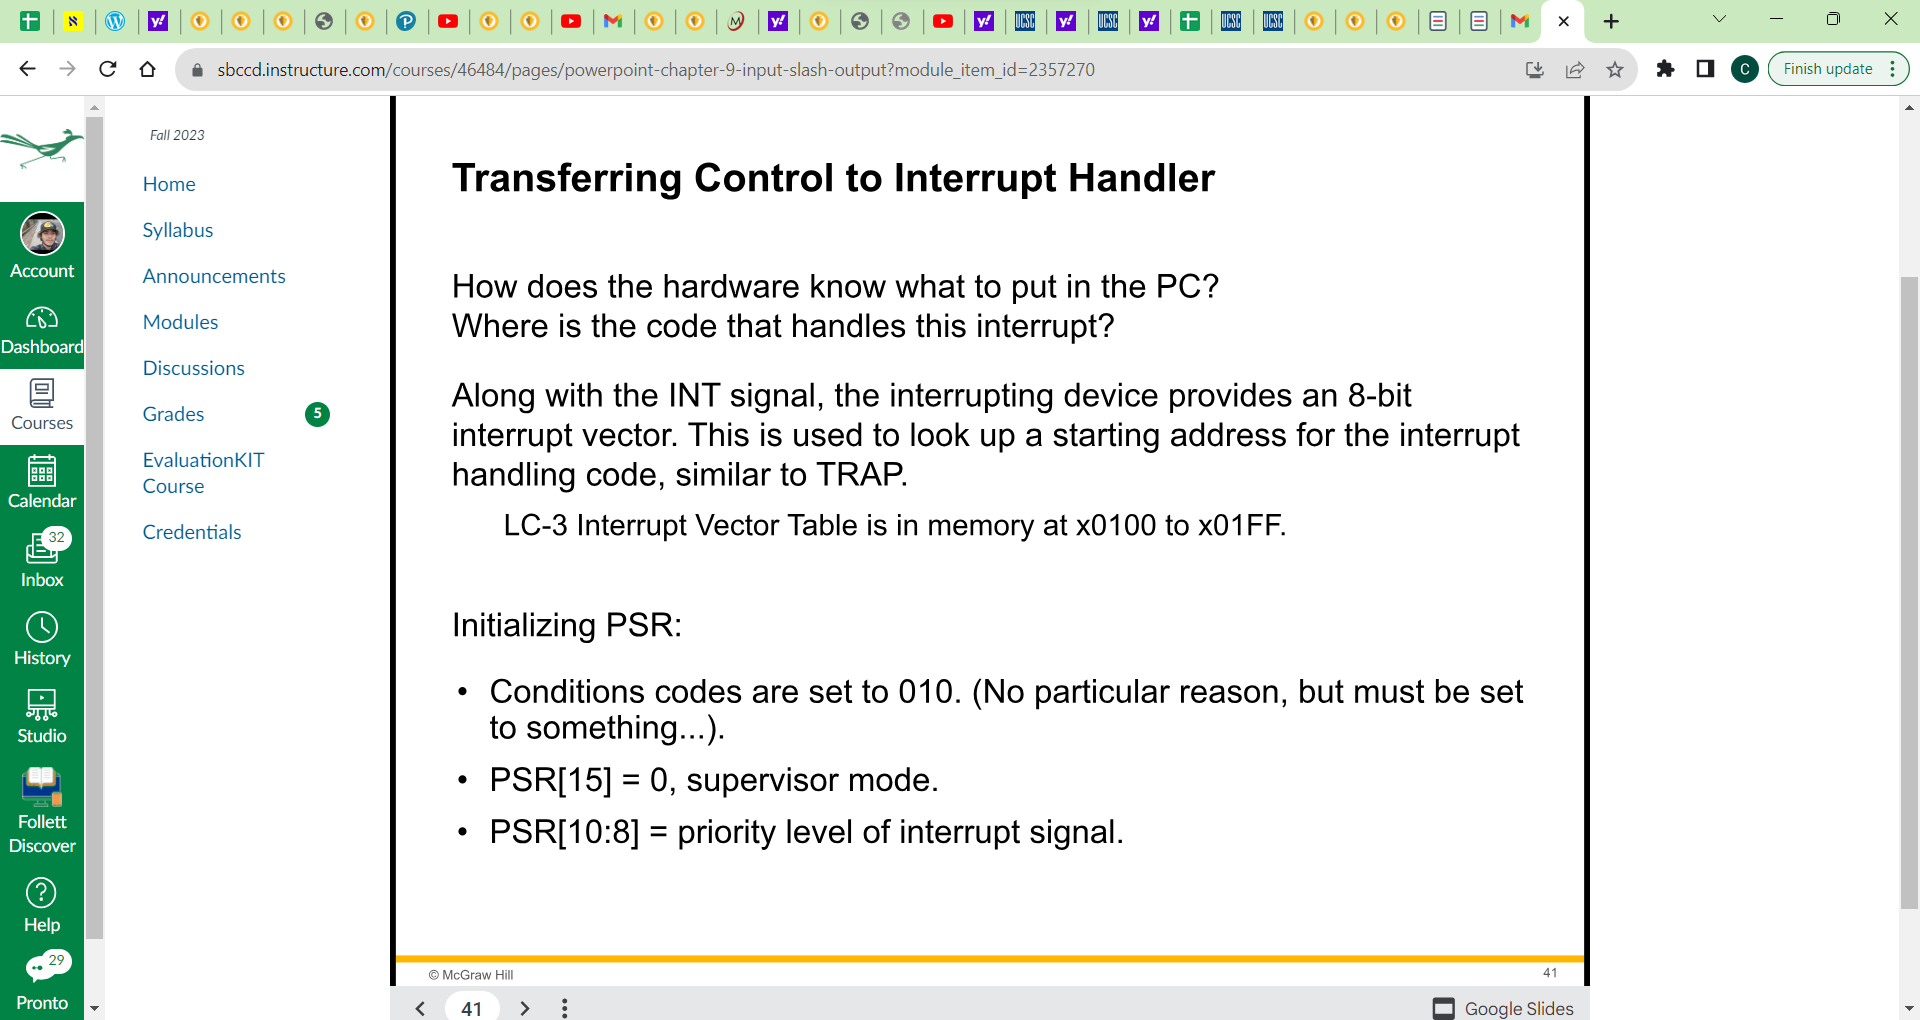 sbccd.instructure.com/courses/46484/pages/powerpoint-chapter-9-input-slash-output?module_item_id=2357270
C
Finish update
Fall 2023
Home
Syllabus
Announcements
Modules
Discussions
Grades
5
EvaluationKIT
Course
Credentials
Account
Dashboard
Courses
Calendar
32
Inbox
History
Studio
Follett
Discover
Help
29
Pronto
Transferring Control to Interrupt Handler
How does the hardware know what to put in the PC?
Where is the code that handles this interrupt?
Along with the INT signal, the interrupting device provides an 8-bit
interrupt vector. This is used to look up a starting address for the interrupt
handling code, similar to TRAP.
LC-3 Interrupt Vector Table is in memory at x0100 to x01FF.
Initializing PSR:
• Conditions codes are set to 010. (No particular reason, but must be set
to something...).
• PSR[15] = 0, supervisor mode.
• PSR[10:8] = priority level of interrupt signal.
© McGraw Hill
41
41
Google Slides